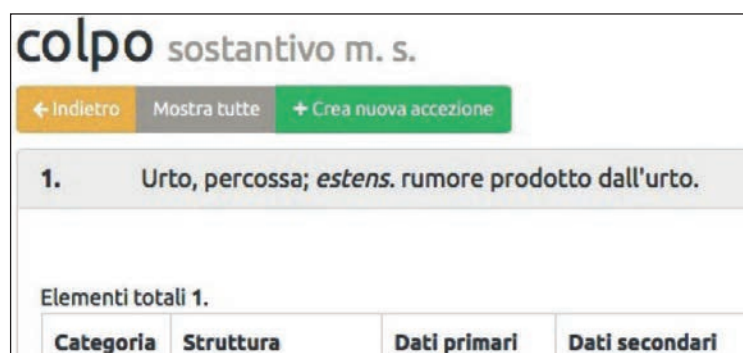 colpo sostantivo m. s.
← Indietro Mostra tutte + Crea nuova accezione
1. Urto, percossa; estens. rumore prodotto dall'urto.
Elementi totali 1.
Categoria Struttura Dati primari Dati secondari